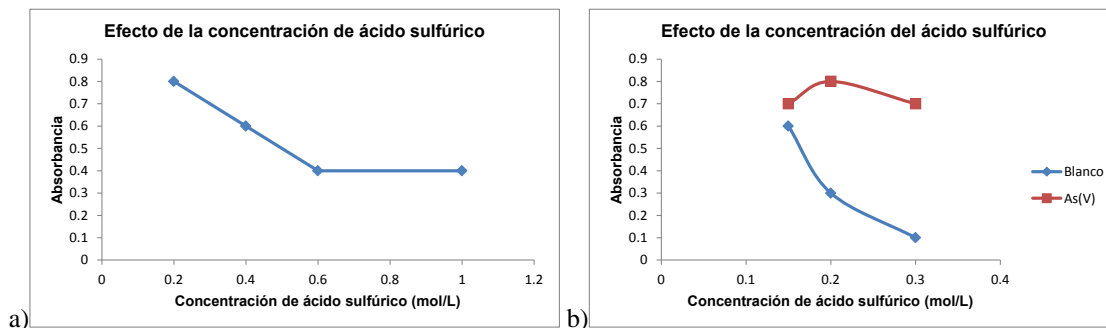 Efecto de la concentración de ácido sulfúrico
Absorbancia
0.9
0.8
0.7
0.6
0.5
0.4
0.3
0.2
0.1
0
0 0.2 0.4 0.6 0.8 1 1.2
Concentración de ácido sulfúrico (mol/L)
a)
Efecto de la concentración del ácido sulfúrico
Absorbancia
0.9
0.8
0.7
0.6
0.5
0.4
0.3
0.2
0.1
0
0 0.1 0.2 0.3 0.4
Concentración de ácido sulfúrico (mol/L)
Blanco
As(V)
b)